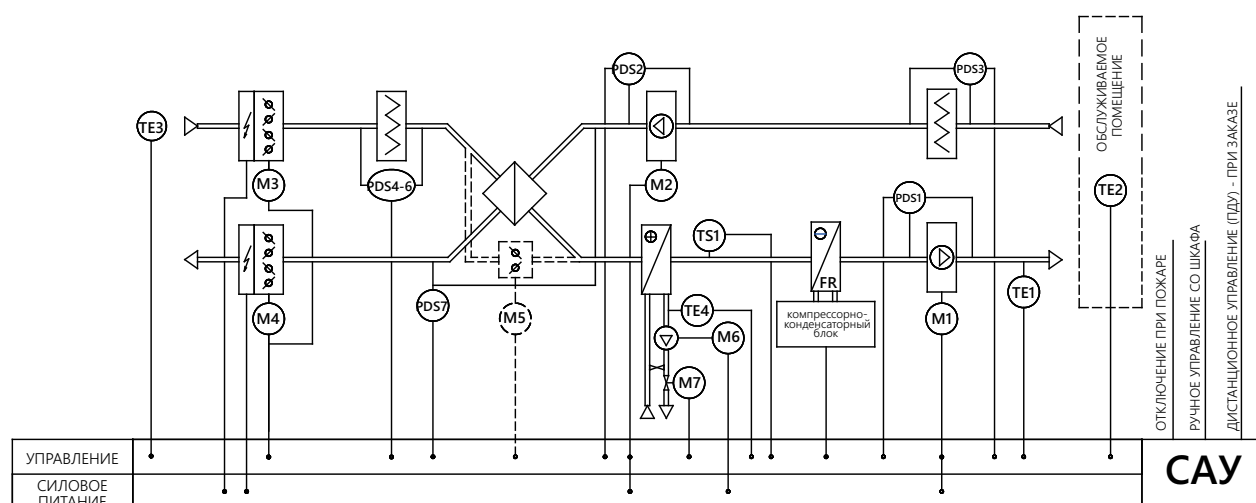 PDS2
PDS3
ОБСЛУЖИВАЕМОЕ
ПОМЕЩЕНИЕ
TE3
M3
PDS4-6
M2
TE2
PDS1
TS1
FR
M4
PDS7
M5
TE4
M6
M7
компрессорно-
конденсаторный
блок
M1
TE1
ОТКЛЮЧЕНИЕ ПРИ ПОЖАРЕ
РУЧНОЕ УПРАВЛЕНИЕ СО ШКАФА
ДИСТАНЦИОННОЕ УПРАВЛЕНИЕ (ПДУ) - ПРИ ЗАКАЗЕ
УПРАВЛЕНИЕ
СИЛОВОЕ
ПИТАНИЕ
САУ